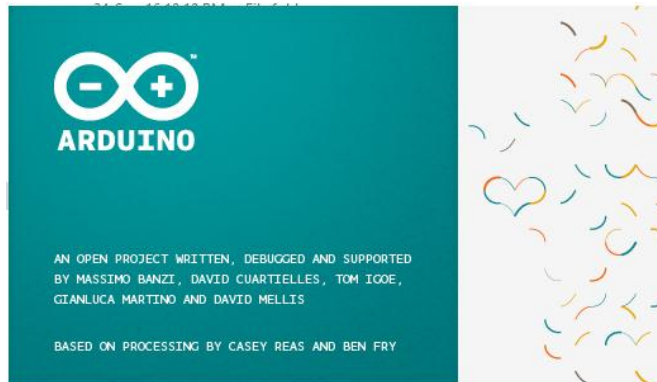 ARDUINO
TM
AN OPEN PROJECT WRITTEN, DEBUGGED AND SUPPORTED
BY MASSIMO BANZI, DAVID CUARTIELLES, TOM IGOE,
GIANLUCA MARTINO AND DAVID MELLIS
BASED ON PROCESSING BY CASEY REAS AND BEN FRY